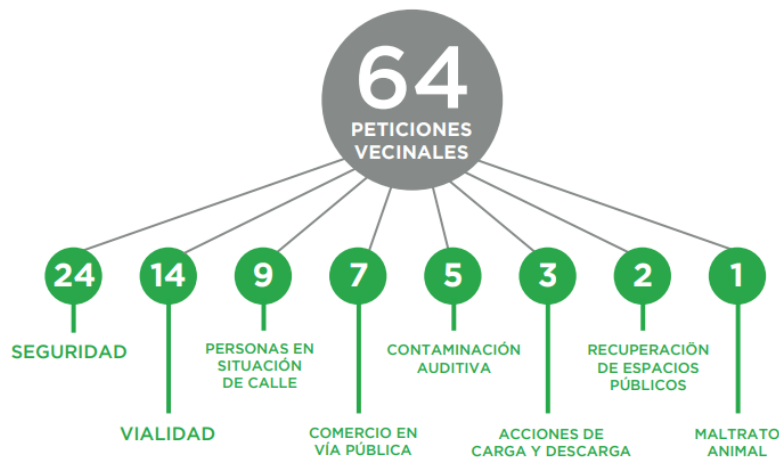 64
PETICIONES
VECINALES
24
14
9
7
5
3
2
1
SEGURIDAD
VIALIDAD
PERSONAS EN
SITUACIÓN
DE CALLE
COMERCIO EN
VÍA PÚBLICA
CONTAMINACIÓN
AUDITIVA
ACCIONES DE
CARGA Y DESCARGA
RECUPERACIÖN
DE ESPACIOS
PÚBLICOS
MALTRATO
ANIMAL